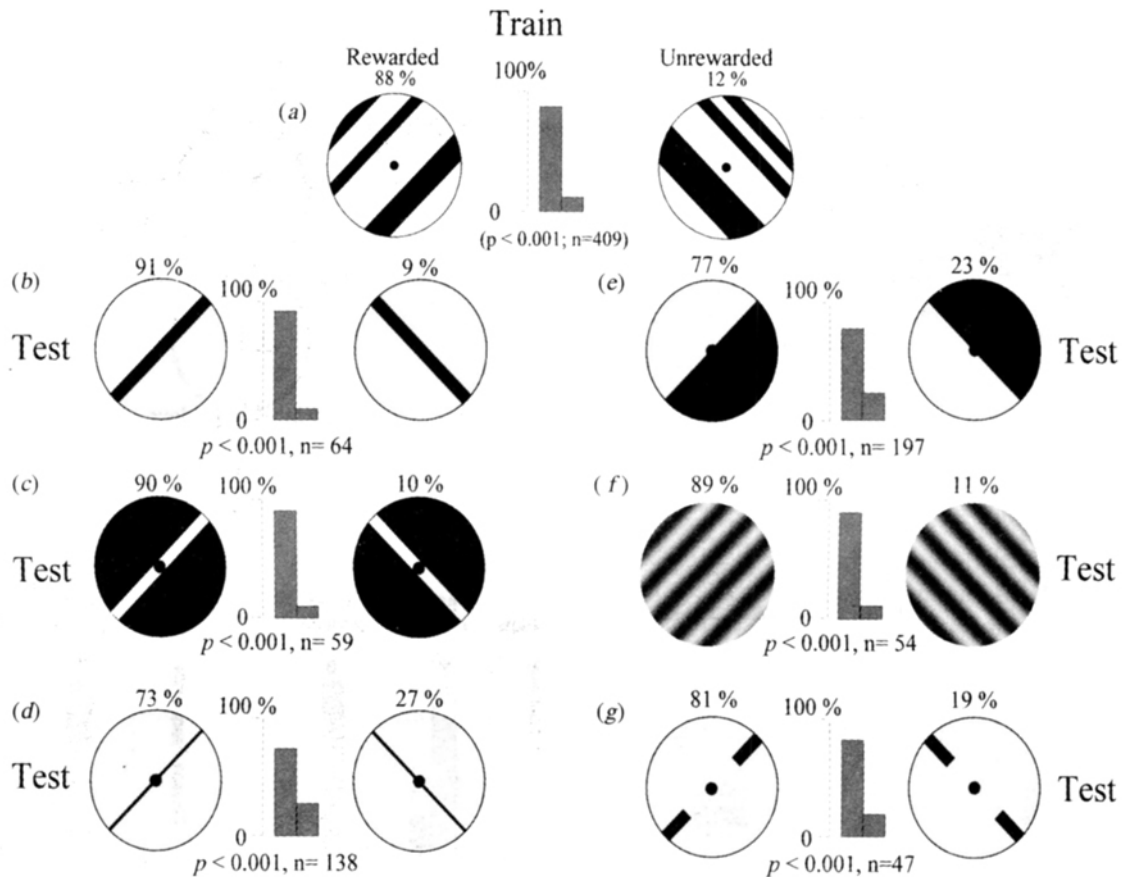 Train
Rewarded
88 %
100%
Unrewarded
12 %
(a)
0
(p < 0.001; n=409)
(b)
91 %
100 %
9 %
Test
0
p < 0.001, n= 64
(e)
77 %
100 %
23 %
Test
0
p < 0.001, n= 197
(c)
90 %
100 %
10 %
Test
0
p < 0.001, n= 59
( f )
89 %
100 %
11 %
Test
0
p < 0.001, n= 54
(d)
73 %
100 %
27 %
Test
0
p < 0.001, n= 138
(g)
81 %
100 %
19 %
Test
0
p < 0.001, n=47